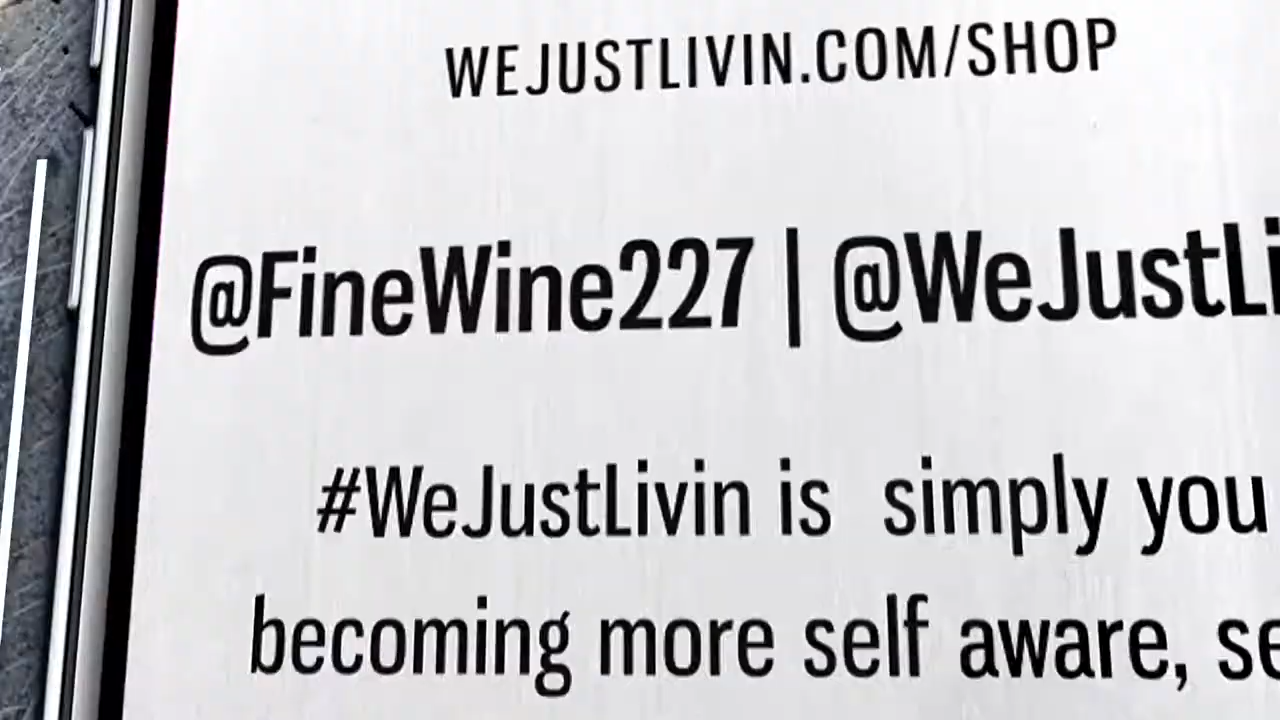 WEJUSTLIVIN.COM/SHOP
@FineWine227 | @WeJustLi
#WeJustLivin is simply you
becoming more self aware, se